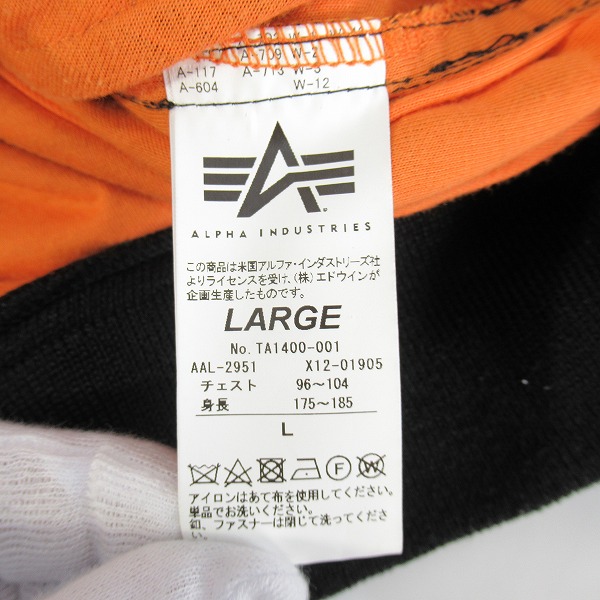 A-709 W-2
A-117 A-713 W-3
A-604 W-12
ALPHA INDUSTRIES
この商品は米国アルファ・インダストリーズ社
よりライセンスを受け、(株)エドウインが
企画生産したものです。
LARGE
No. TA1400-001
AAL-2951 X12-01905
チェスト 96～104
身長 175～185
L
F W
アイロンはあて布を使用してください。
単品でお洗いください。
釦、ファスナーは閉じて洗ってください。